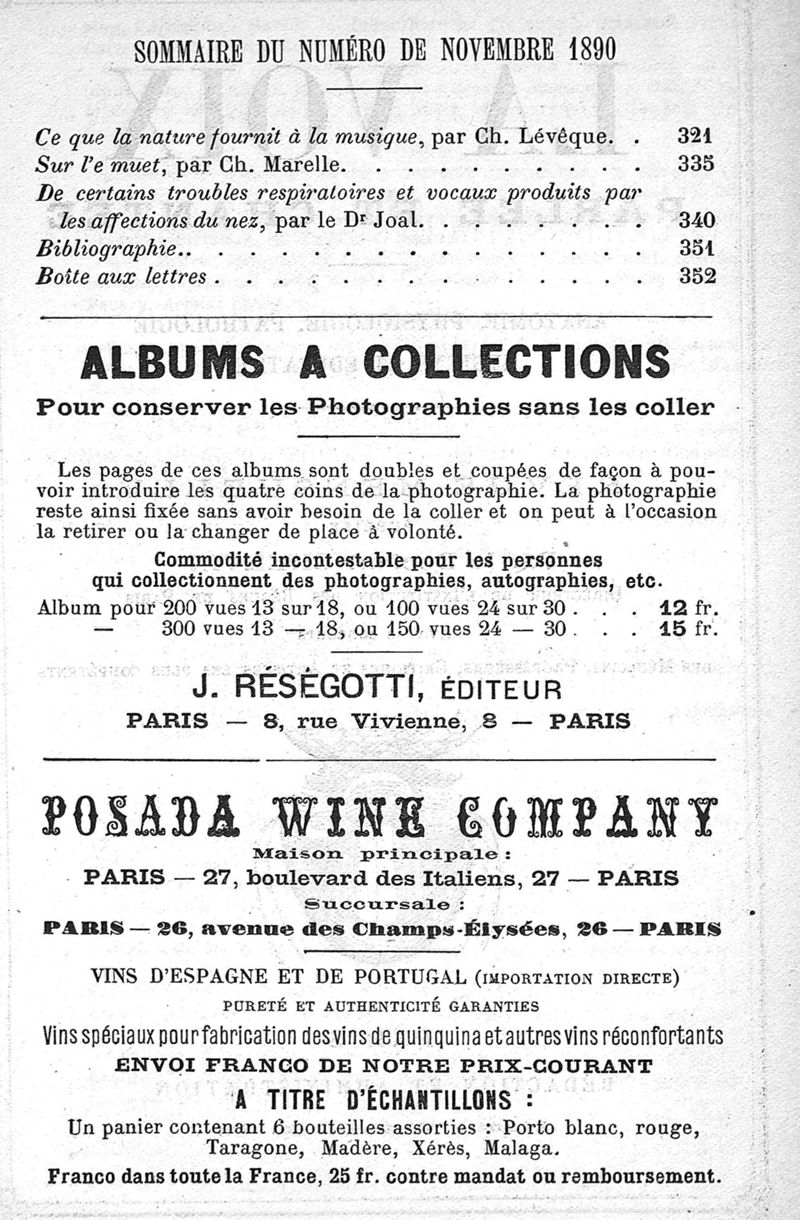 SOMMAIRE DU NUMÉRO DE NOVEMBRE 1890
Ce que la nature fournit à la musique, par Ch. Lévêque. . 321
Sur l'e muet, par Ch. Marelle. . . . . . . . . . 335
De certains troubles respiratoires et vocaux produits par
les affections du nez, par le Dr Joal. . . . . . . . 340
Bibliographie.. . . . . . . . . . . . . . . . 351
Boîte aux lettres . . . . . . . . . . . . . . . 352
ALBUMS A COLLECTIONS
Pour conserver les Photographies sans les coller
Les pages de ces albums sont doubles et coupées de façon à pou-
voir introduire les quatre coins de la photographie. La photographie
reste ainsi fixée sans avoir besoin de la coller et on peut à l'occasion
la retirer ou la changer de place à volonté.
Commodité incontestable pour les personnes
qui collectionnent des photographies, autographies, etc.
Album pour 200 vues 13 sur 18, ou 100 vues 24 sur 30 . . . 12 fr.
— 300 vues 13 — 18, ou 150 vues 24 — 30 . . . 15 fr.
J. RÉSÉGOTTI, ÉDITEUR
PARIS — 8, rue Vivienne, 8 — PARIS
POSADA WINE COMPANY
Maison principale :
PARIS — 27, boulevard des Italiens, 27 — PARIS
Succursale :
PARIS — 26, avenue des Champs-Élysées, 26 — PARIS
VINS D'ESPAGNE ET DE PORTUGAL (IMPORTATION DIRECTE)
PURETÉ ET AUTHENTICITÉ GARANTIES
Vins spéciaux pour fabrication des vins de quinquina et autres vins réconfortants
ENVOI FRANCO DE NOTRE PRIX-COURANT
A TITRE D'ÉCHANTILLONS :
Un panier contenant 6 bouteilles assorties : Porto blanc, rouge,
Taragone, Madère, Xérès, Malaga.
Franco dans toute la France, 25 fr. contre mandat ou remboursement.